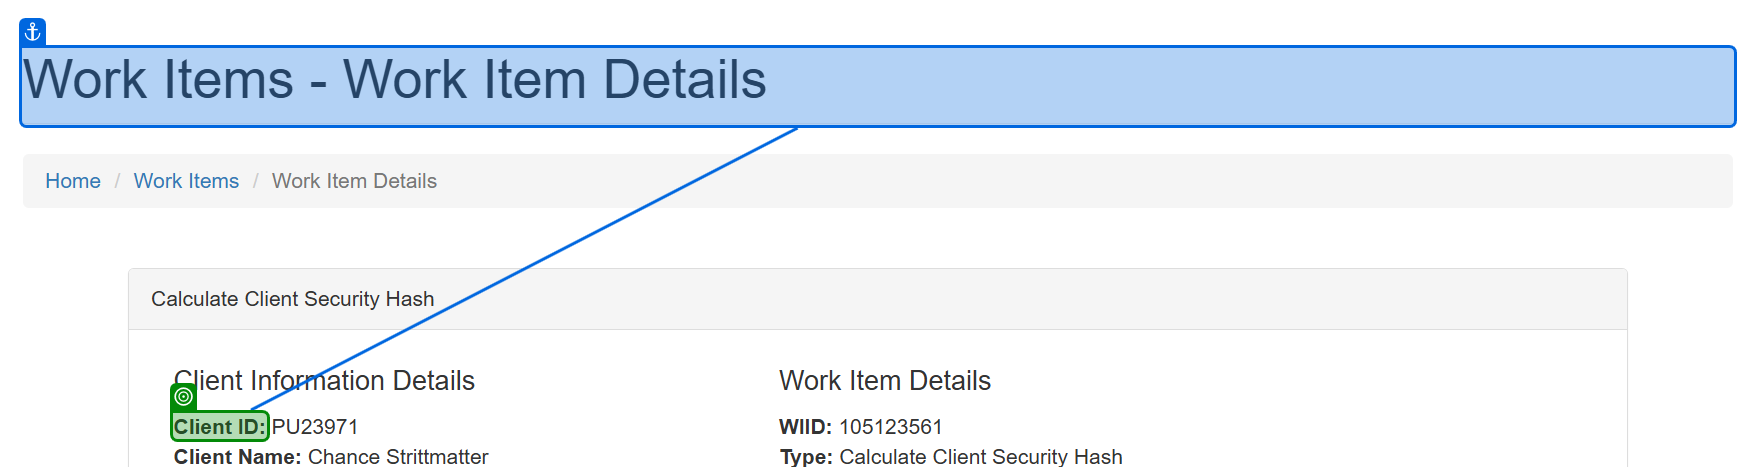 Work Items - Work Item Details
Home / Work Items / Work Item Details
Calculate Client Security Hash
Client Information Details
Client ID: PU23971
Client Name: Chance Strittmatter
Work Item Details
WIID: 105123561
Type: Calculate Client Security Hash